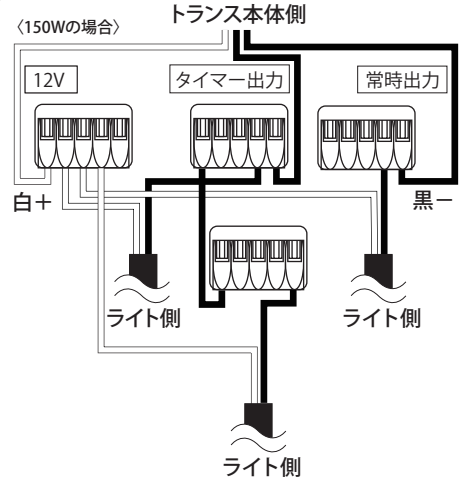 トランス本体側
〈150Wの場合〉
12V
タイマー出力
常時出力
白＋
黒－
ライト側
ライト側
ライト側